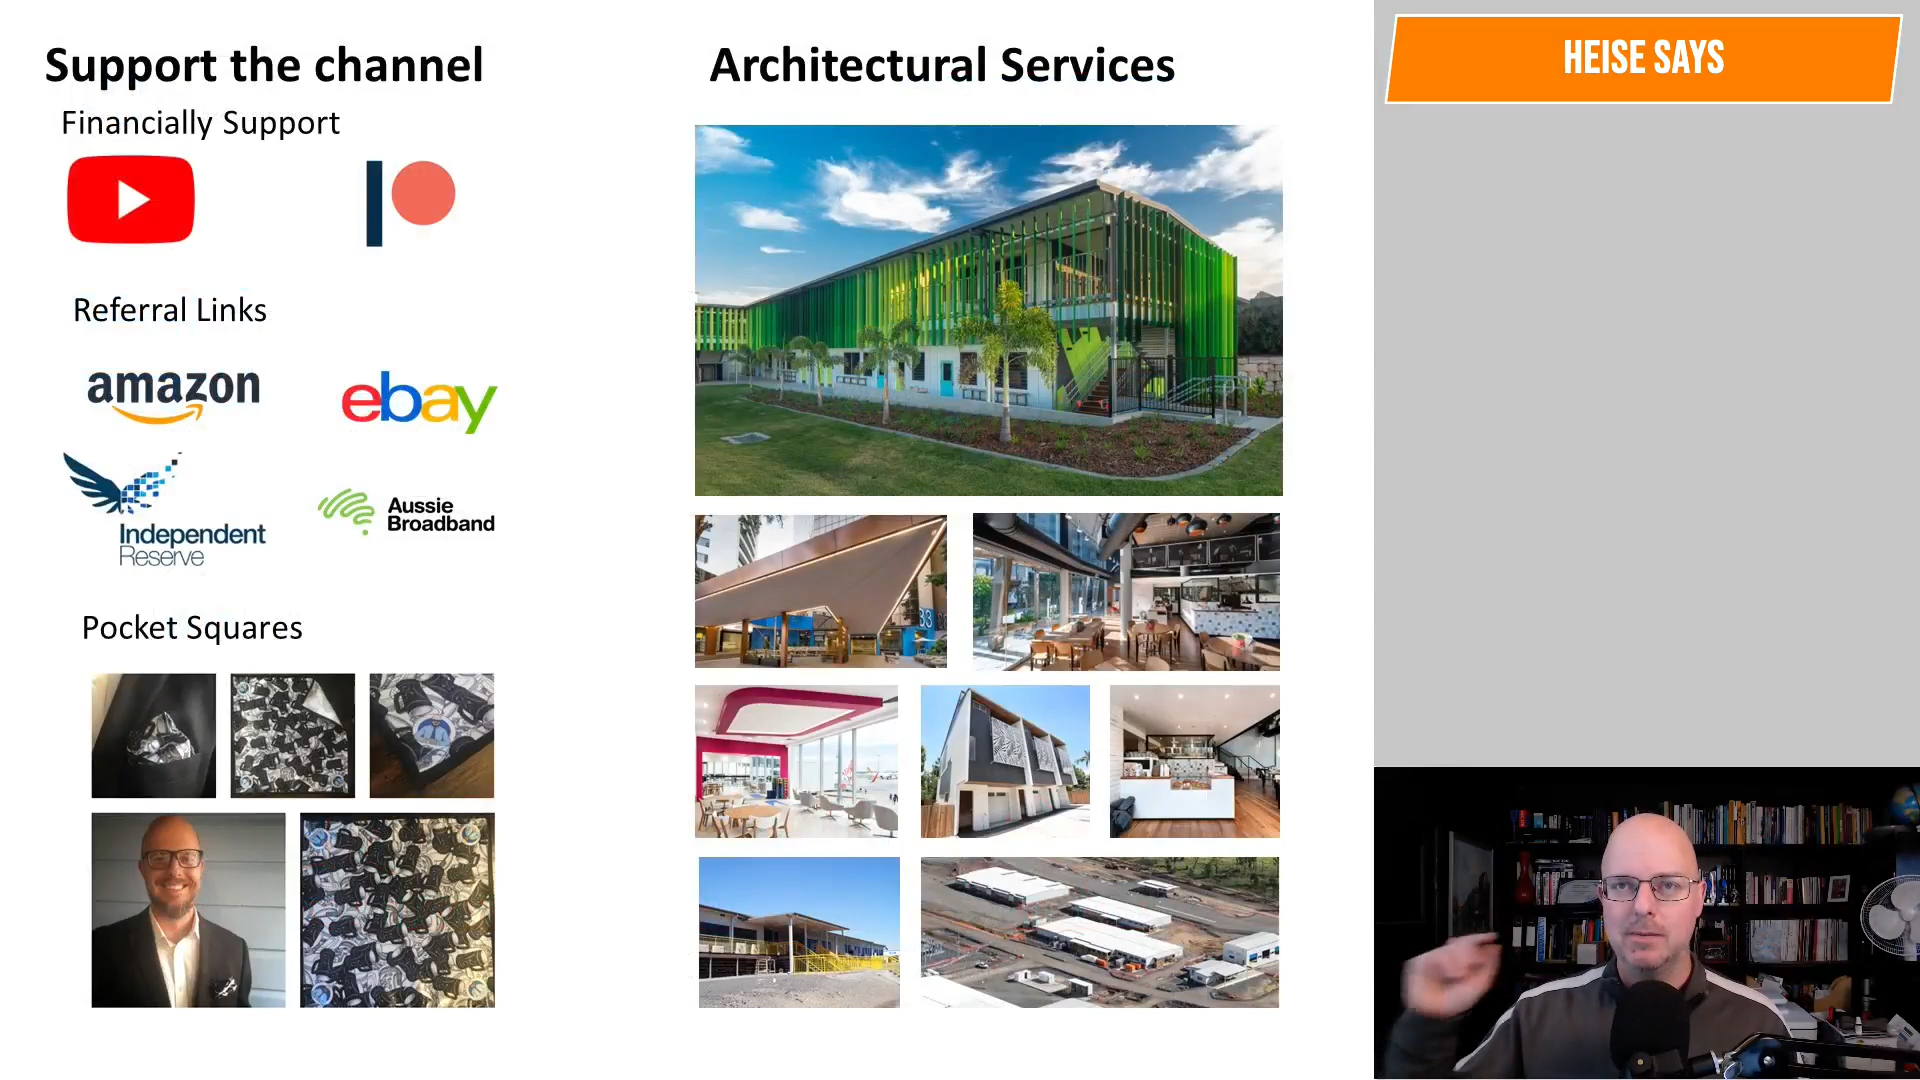 Support the channel
Financially Support
Referral Links
amazon
ebay
Independent
Reserve
Aussie
Broadband
Pocket Squares
Architectural Services
33
HEISE SAYS